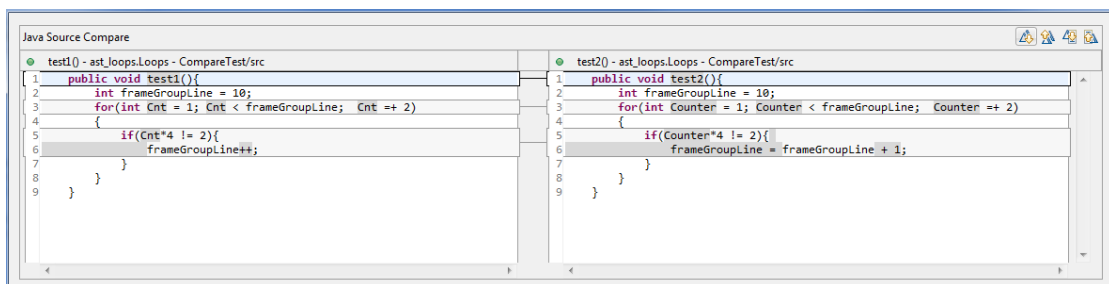 Java Source Compare
test1() - ast_loops.Loops - CompareTest/src
1 public void test1(){
2 int frameGroupLine = 10;
3 for(int Cnt = 1; Cnt < frameGroupLine; Cnt =+ 2)
4 {
5 if(Cnt*4 != 2){
6 frameGroupLine++;
7 }
8 }
9 }
test2() - ast_loops.Loops - CompareTest/src
1 public void test2(){
2 int frameGroupLine = 10;
3 for(int Counter = 1; Counter < frameGroupLine; Counter =+ 2)
4 {
5 if(Counter*4 != 2){
6 frameGroupLine = frameGroupLine + 1;
7 }
8 }
9 }